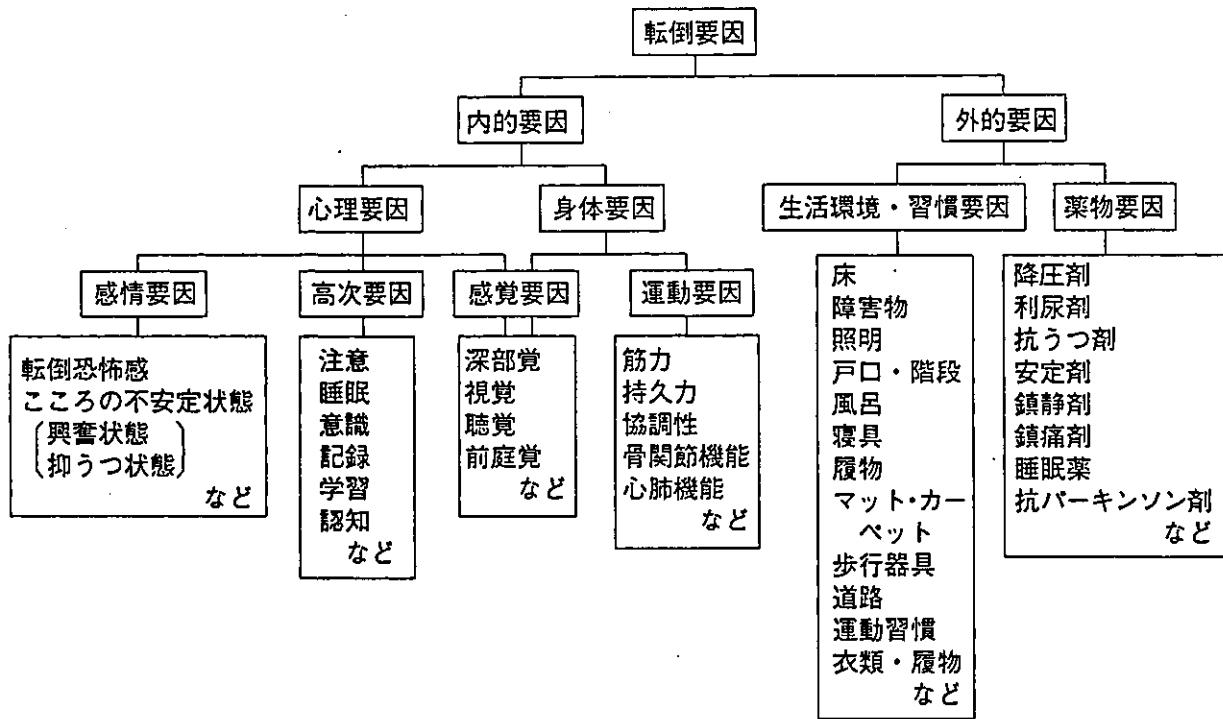 転倒要因
内的要因
外的要因
心理要因
身体要因
生活環境・習慣要因
薬物要因
感情要因
高次要因
感覚要因
運動要因
転倒恐怖感
こころの不安定状態
興奮状態
抑うつ状態
など
注意
睡眠
意識
記録
学習
認知
など
深部覚
視覚
聴覚
前庭覚
など
筋力
持久力
協調性
骨関節機能
心肺機能
など
床
障害物
照明
戸口・階段
風呂
寝具
履物
マット・カー
ペット
歩行器具
道路
運動習慣
衣類・履物
など
降圧剤
利尿剤
抗うつ剤
安定剤
鎮静剤
鎮痛剤
睡眠薬
抗パーキンソン剤
など